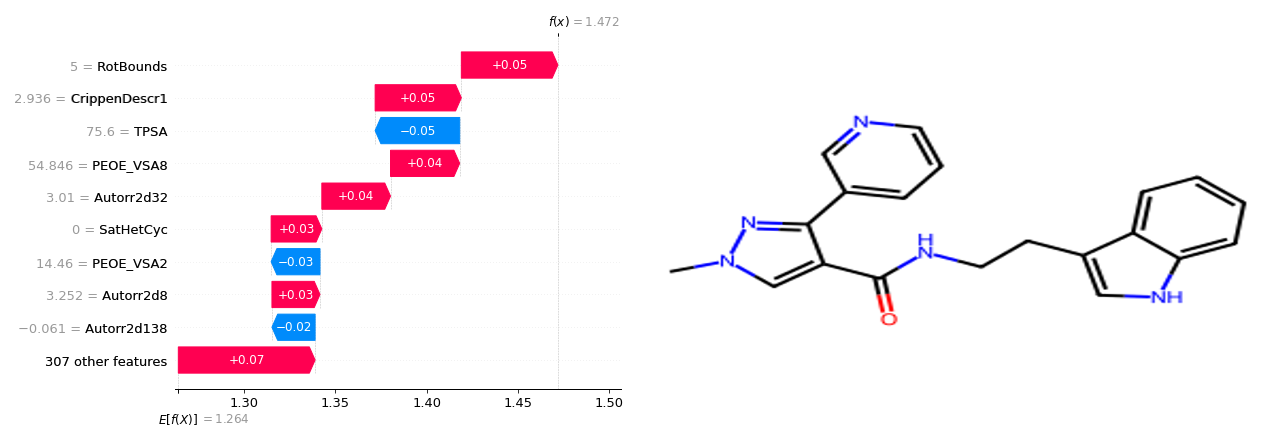 f(x) = 1.472
5 = RotBounds
+0.05
2.936 = CrippenDescr1
+0.05
75.6 = TPSA
−0.05
54.846 = PEOE_VSA8
+0.04
3.01 = Autorr2d32
+0.04
0 = SatHetCyc
+0.03
14.46 = PEOE_VSA2
−0.03
3.252 = Autorr2d8
+0.03
−0.061 = Autorr2d138
−0.02
307 other features
+0.07
1.30 1.35 1.40 1.45 1.50
E[f(X)] = 1.264
N
N
N
H
N
O
NH